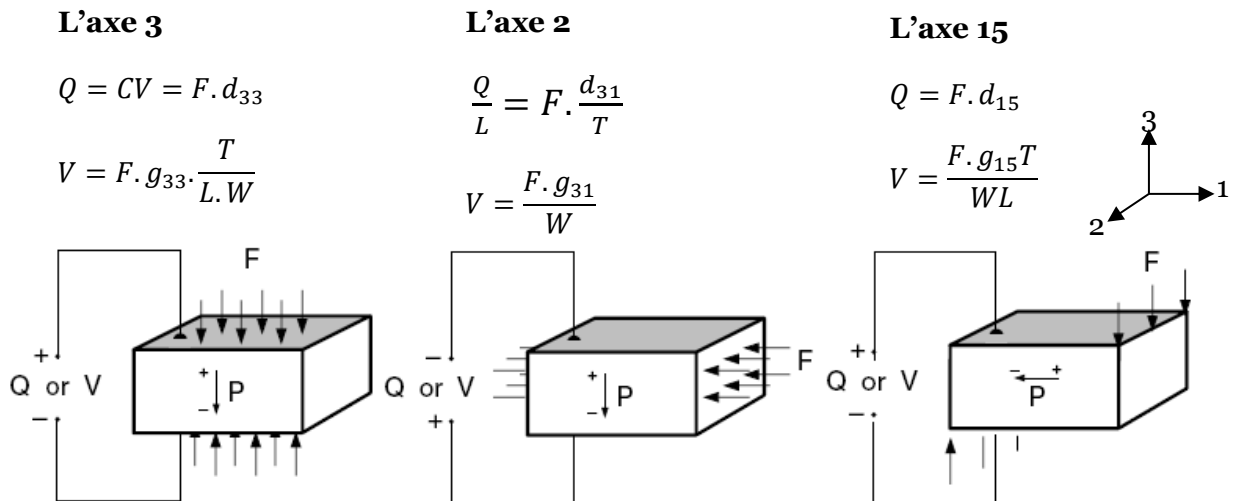 L'axe 3
Q = CV = F.d₃₃
V = F.g₃₃.T/(L.W)
F
+
Q or V
−
+
P
−
L'axe 2
Q/L = F.d₃₁/T
V = F.g₃₁/W
−
Q or V
+
+
P
−
F
L'axe 15
Q = F.d₁₅
V = F.g₁₅T/WL
3
1
2
F
+
Q or V
−
− +
P